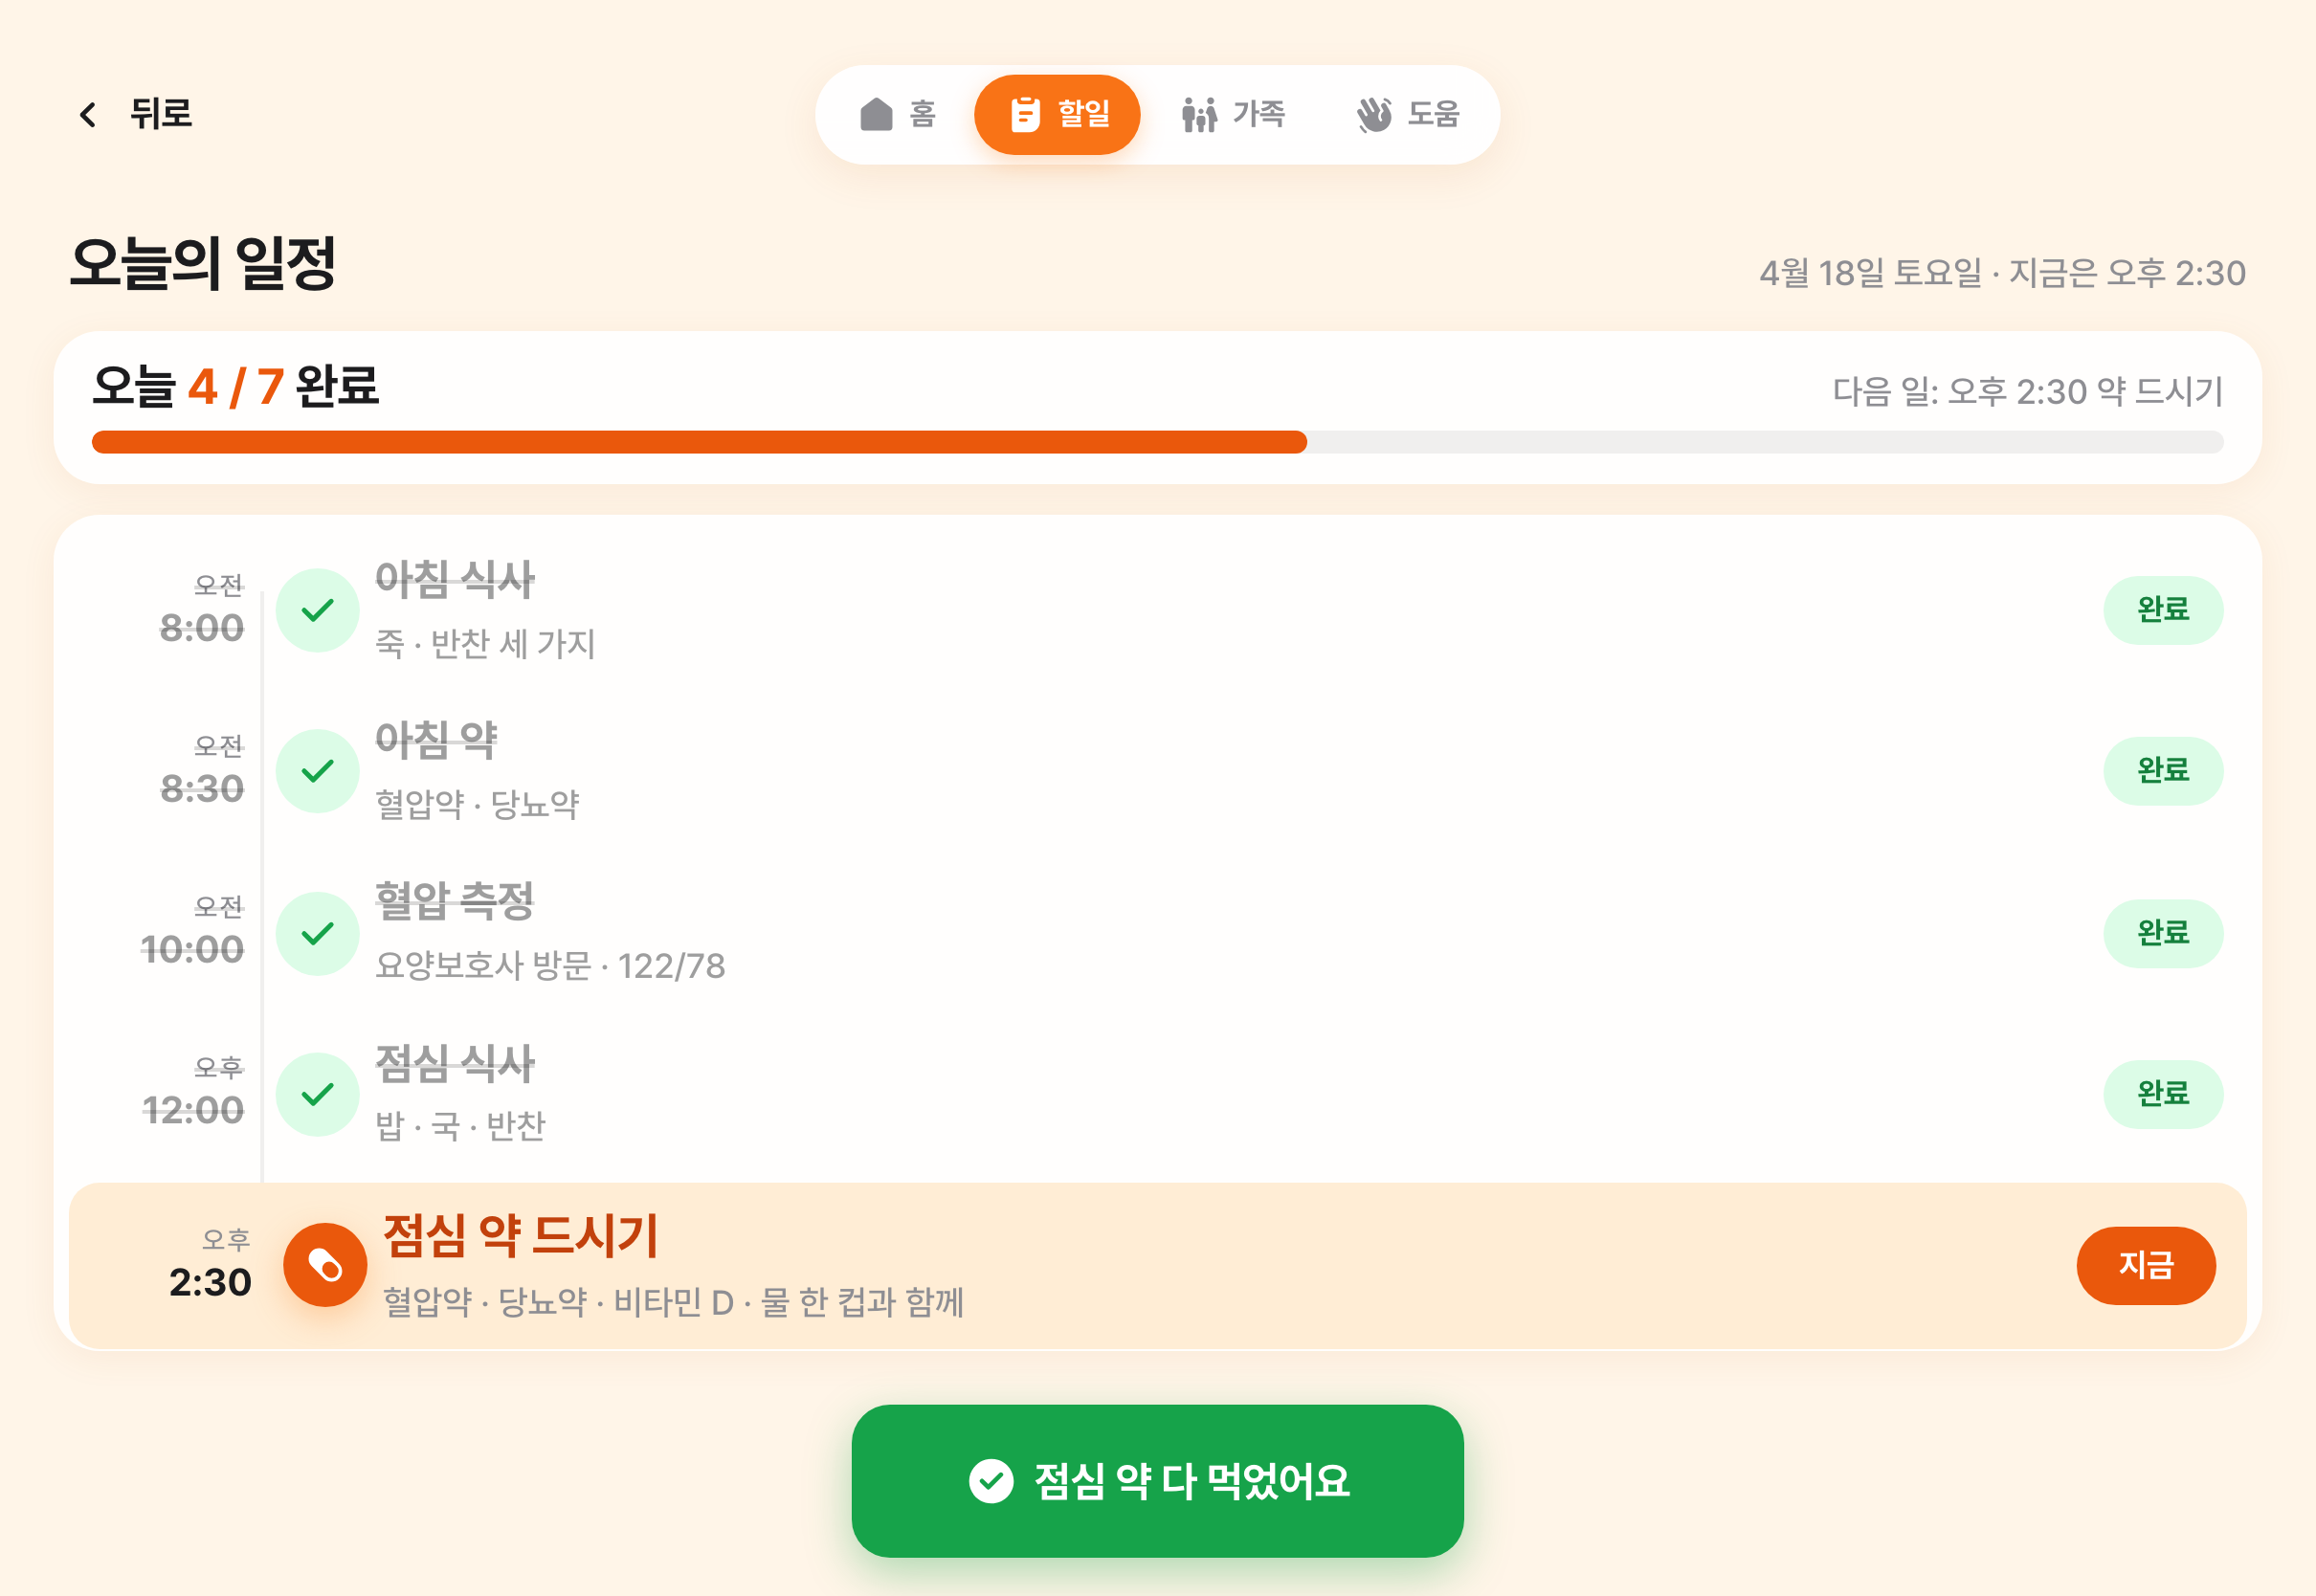 뒤로
홈
할일
가족
도움
오늘의 일정
4월 18일 토요일 · 지금은 오후 2:30
오늘 4 / 7 완료
다음 일: 오후 2:30 약 드시기
오전
8:00
아침 식사
죽 · 반찬 세 가지
완료
오전
8:30
아침 약
혈압약 · 당뇨약
완료
오전
10:00
혈압 측정
요양보호사 방문 · 122/78
완료
오후
12:00
점심 식사
밥 · 국 · 반찬
완료
오후
2:30
점심 약 드시기
혈압약 · 당뇨약 · 비타민 D · 물 한 컵과 함께
지금
점심 약 다 먹었어요